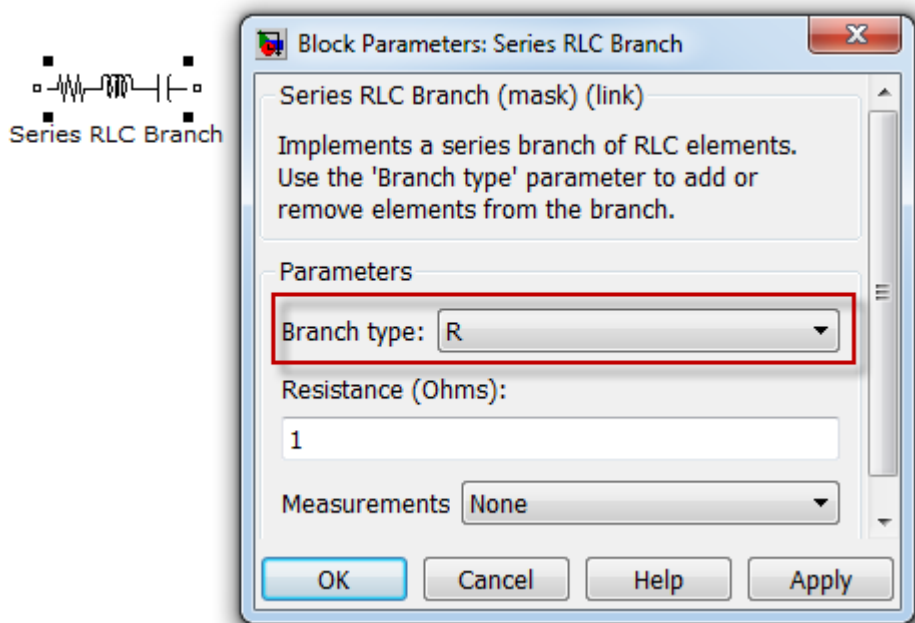 Series RLC Branch
Block Parameters: Series RLC Branch
Series RLC Branch (mask) (link)
Implements a series branch of RLC elements.
Use the 'Branch type' parameter to add or
remove elements from the branch.
Parameters
Branch type: R
Resistance (Ohms):
1
Measurements None
OK Cancel Help Apply